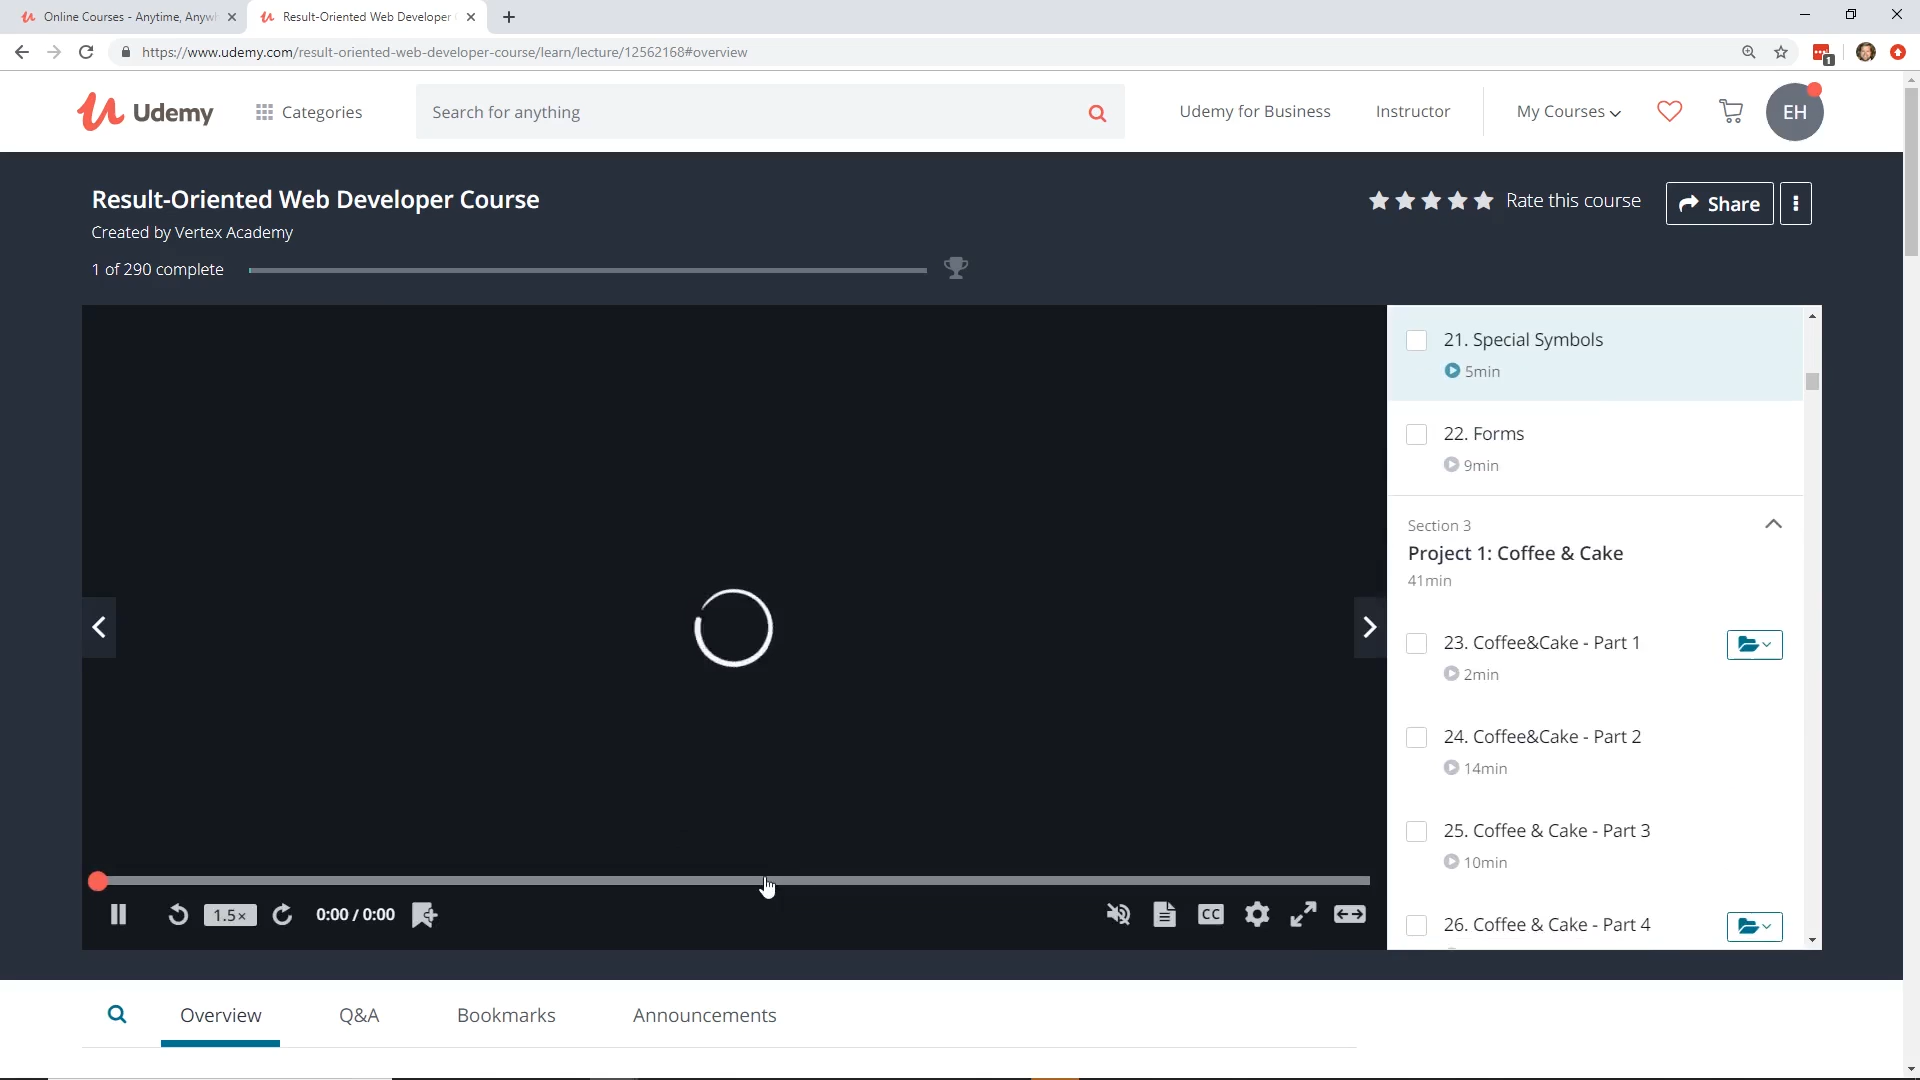 Online Courses - Anytime, Anywh
Result-Oriented Web Developer C
https://www.udemy.com/result-oriented-web-developer-course/learn/lecture/12562168#overview
1
Udemy
Categories
Search for anything
Udemy for Business
Instructor
My Courses
EH
Result-Oriented Web Developer Course
Rate this course
Share
Created by Vertex Academy
1 of 290 complete
21. Special Symbols
5min
22. Forms
9min
Section 3
Project 1: Coffee & Cake
41min
23. Coffee&Cake - Part 1
2min
24. Coffee&Cake - Part 2
14min
25. Coffee & Cake - Part 3
10min
26. Coffee & Cake - Part 4
1.5×
0:00 / 0:00
CC
Overview
Q&A
Bookmarks
Announcements